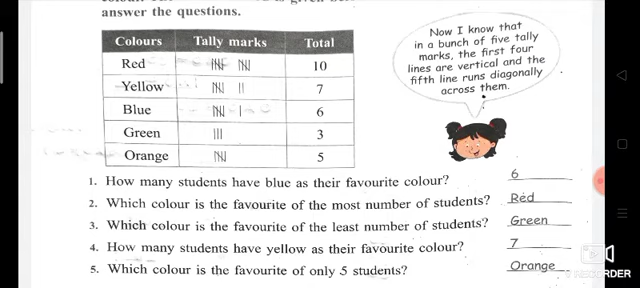 answer the questions.
Colours Tally marks Total
Red 10
Yellow 7
Blue 6
Green 3
Orange 5
Now I know that
in a bunch of five tally
marks, the first four
lines are vertical and the
fifth line runs diagonally
across them.
1. How many students have blue as their favourite colour? 6
2. Which colour is the favourite of the most number of students? Red
3. Which colour is the favourite of the least number of students? Green
4. How many students have yellow as their favourite colour? 7
5. Which colour is the favourite of only 5 students? Orange
RECORDER